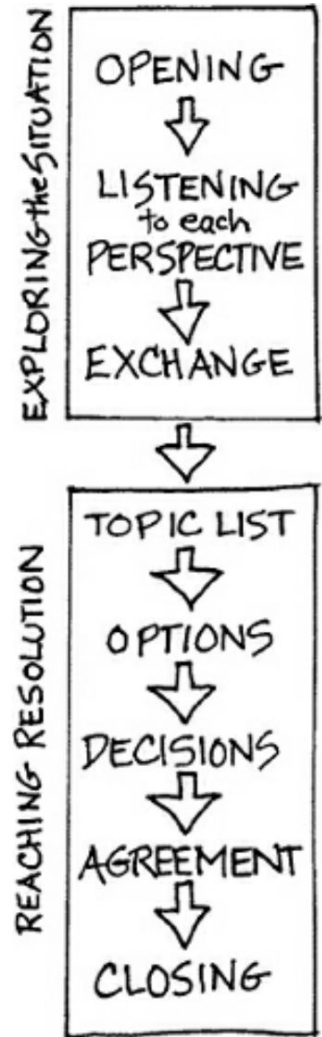 EXPLORING the SITUATION
OPENING
LISTENING
to each
PERSPECTIVE
EXCHANGE
REACHING RESOLUTION
TOPIC LIST
OPTIONS
DECISIONS
AGREEMENT
CLOSING